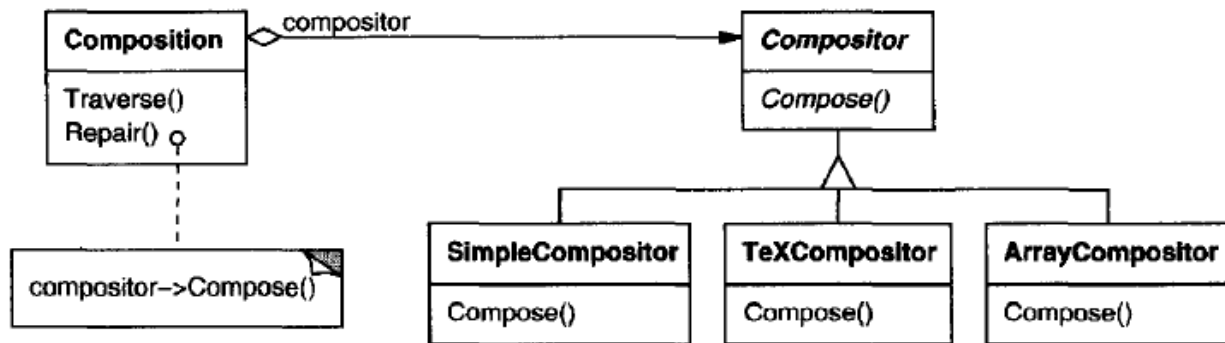 Composition
compositor
Compositor
Traverse()
Repair()
Compose()
compositor->Compose()
SimpleCompositor
TeXCompositor
ArrayCompositor
Compose()
Compose()
Compose()